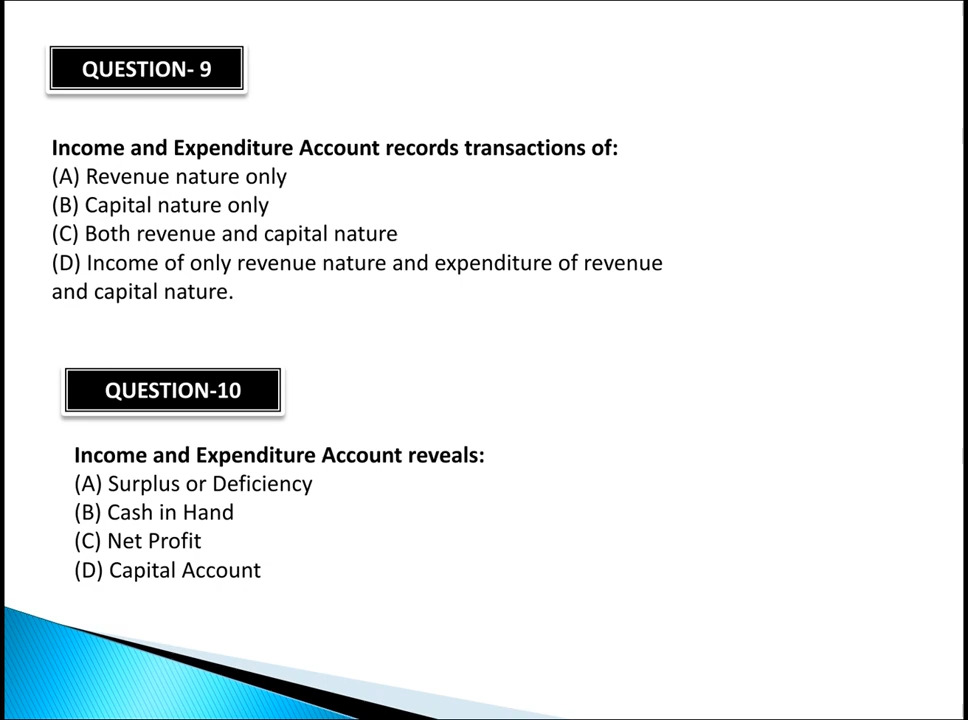 QUESTION- 9
Income and Expenditure Account records transactions of:
(A) Revenue nature only
(B) Capital nature only
(C) Both revenue and capital nature
(D) Income of only revenue nature and expenditure of revenue
and capital nature.
QUESTION-10
Income and Expenditure Account reveals:
(A) Surplus or Deficiency
(B) Cash in Hand
(C) Net Profit
(D) Capital Account